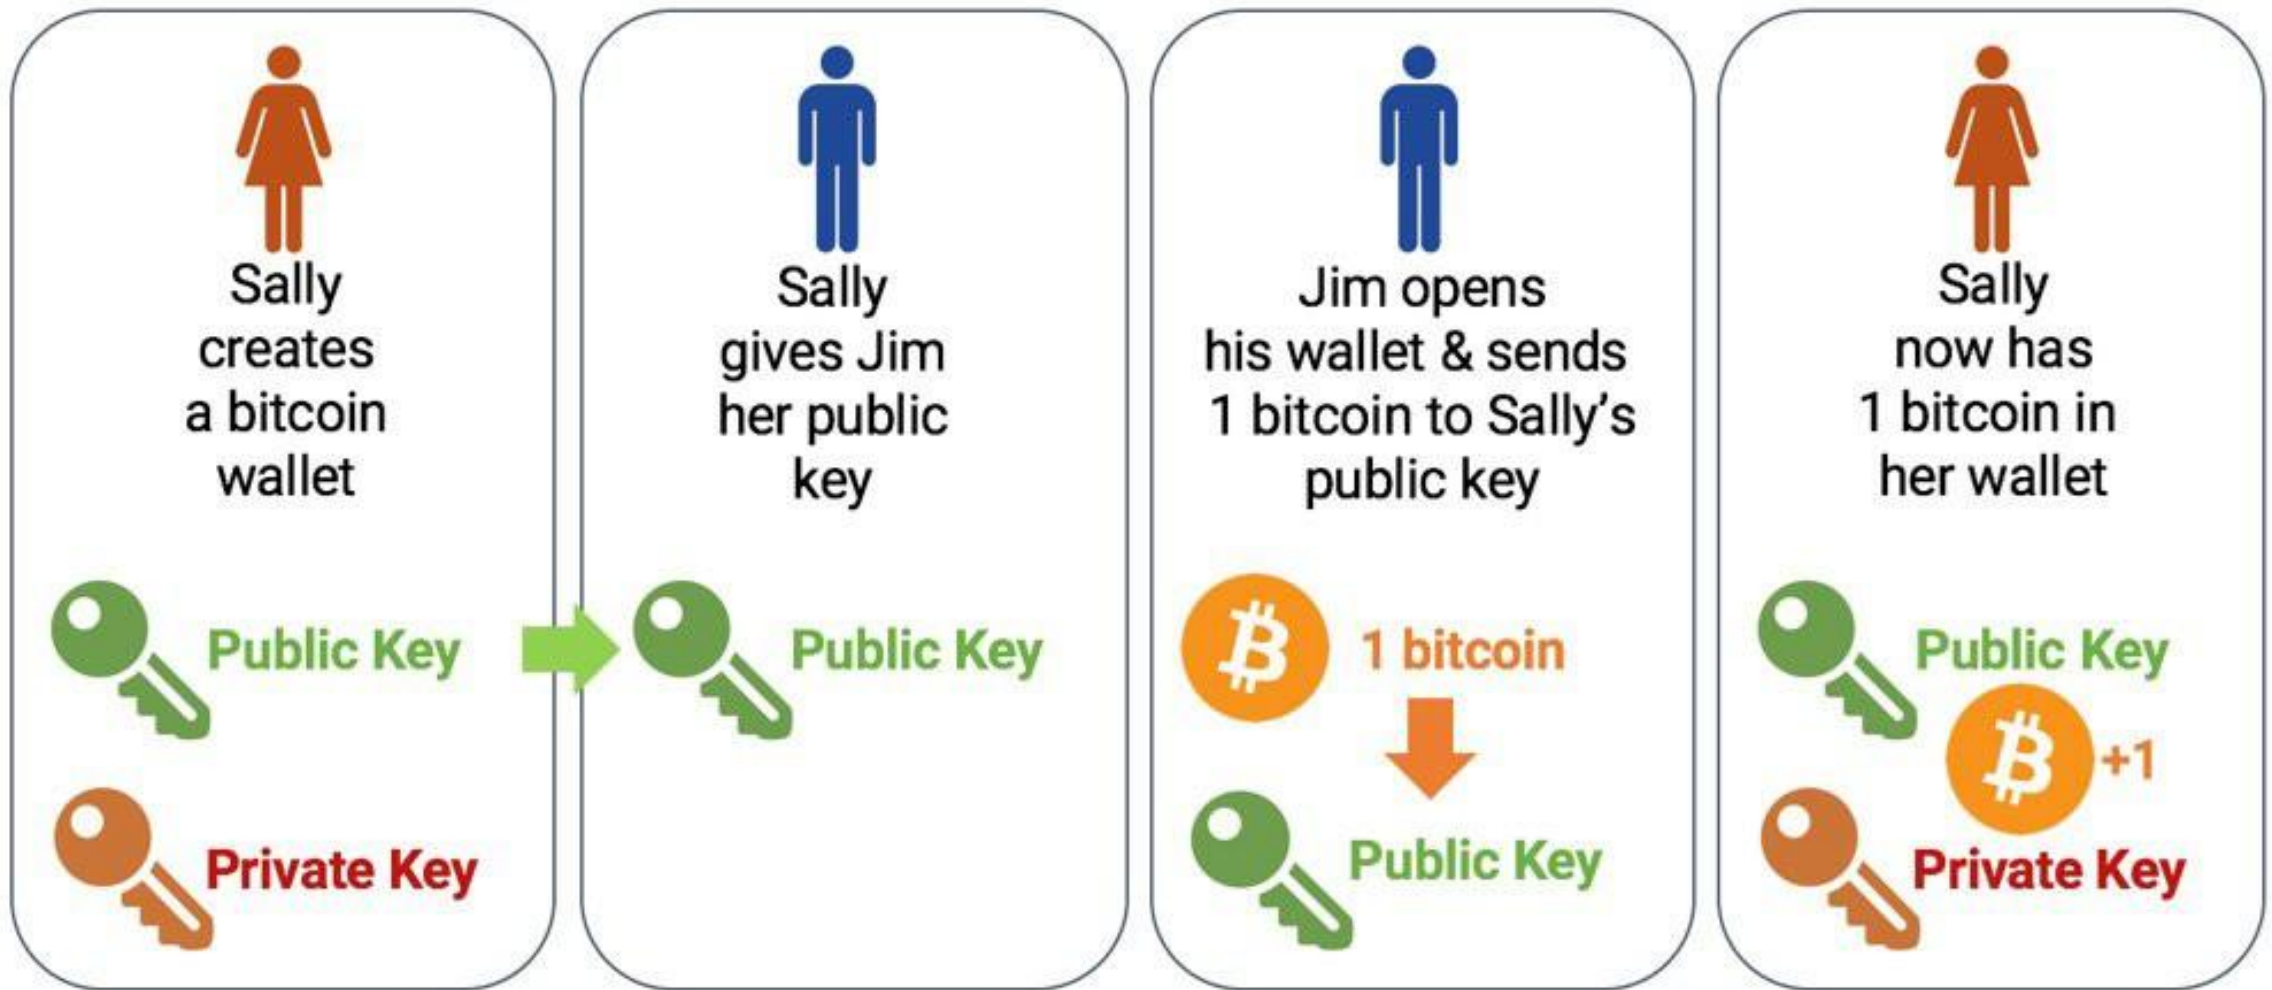 Sally
creates
a bitcoin
wallet
Public Key
Private Key
Sally
gives Jim
her public
key
Public Key
Jim opens
his wallet & sends
1 bitcoin to Sally’s
public key
1 bitcoin
Public Key
Sally
now has
1 bitcoin in
her wallet
Public Key
+1
Private Key